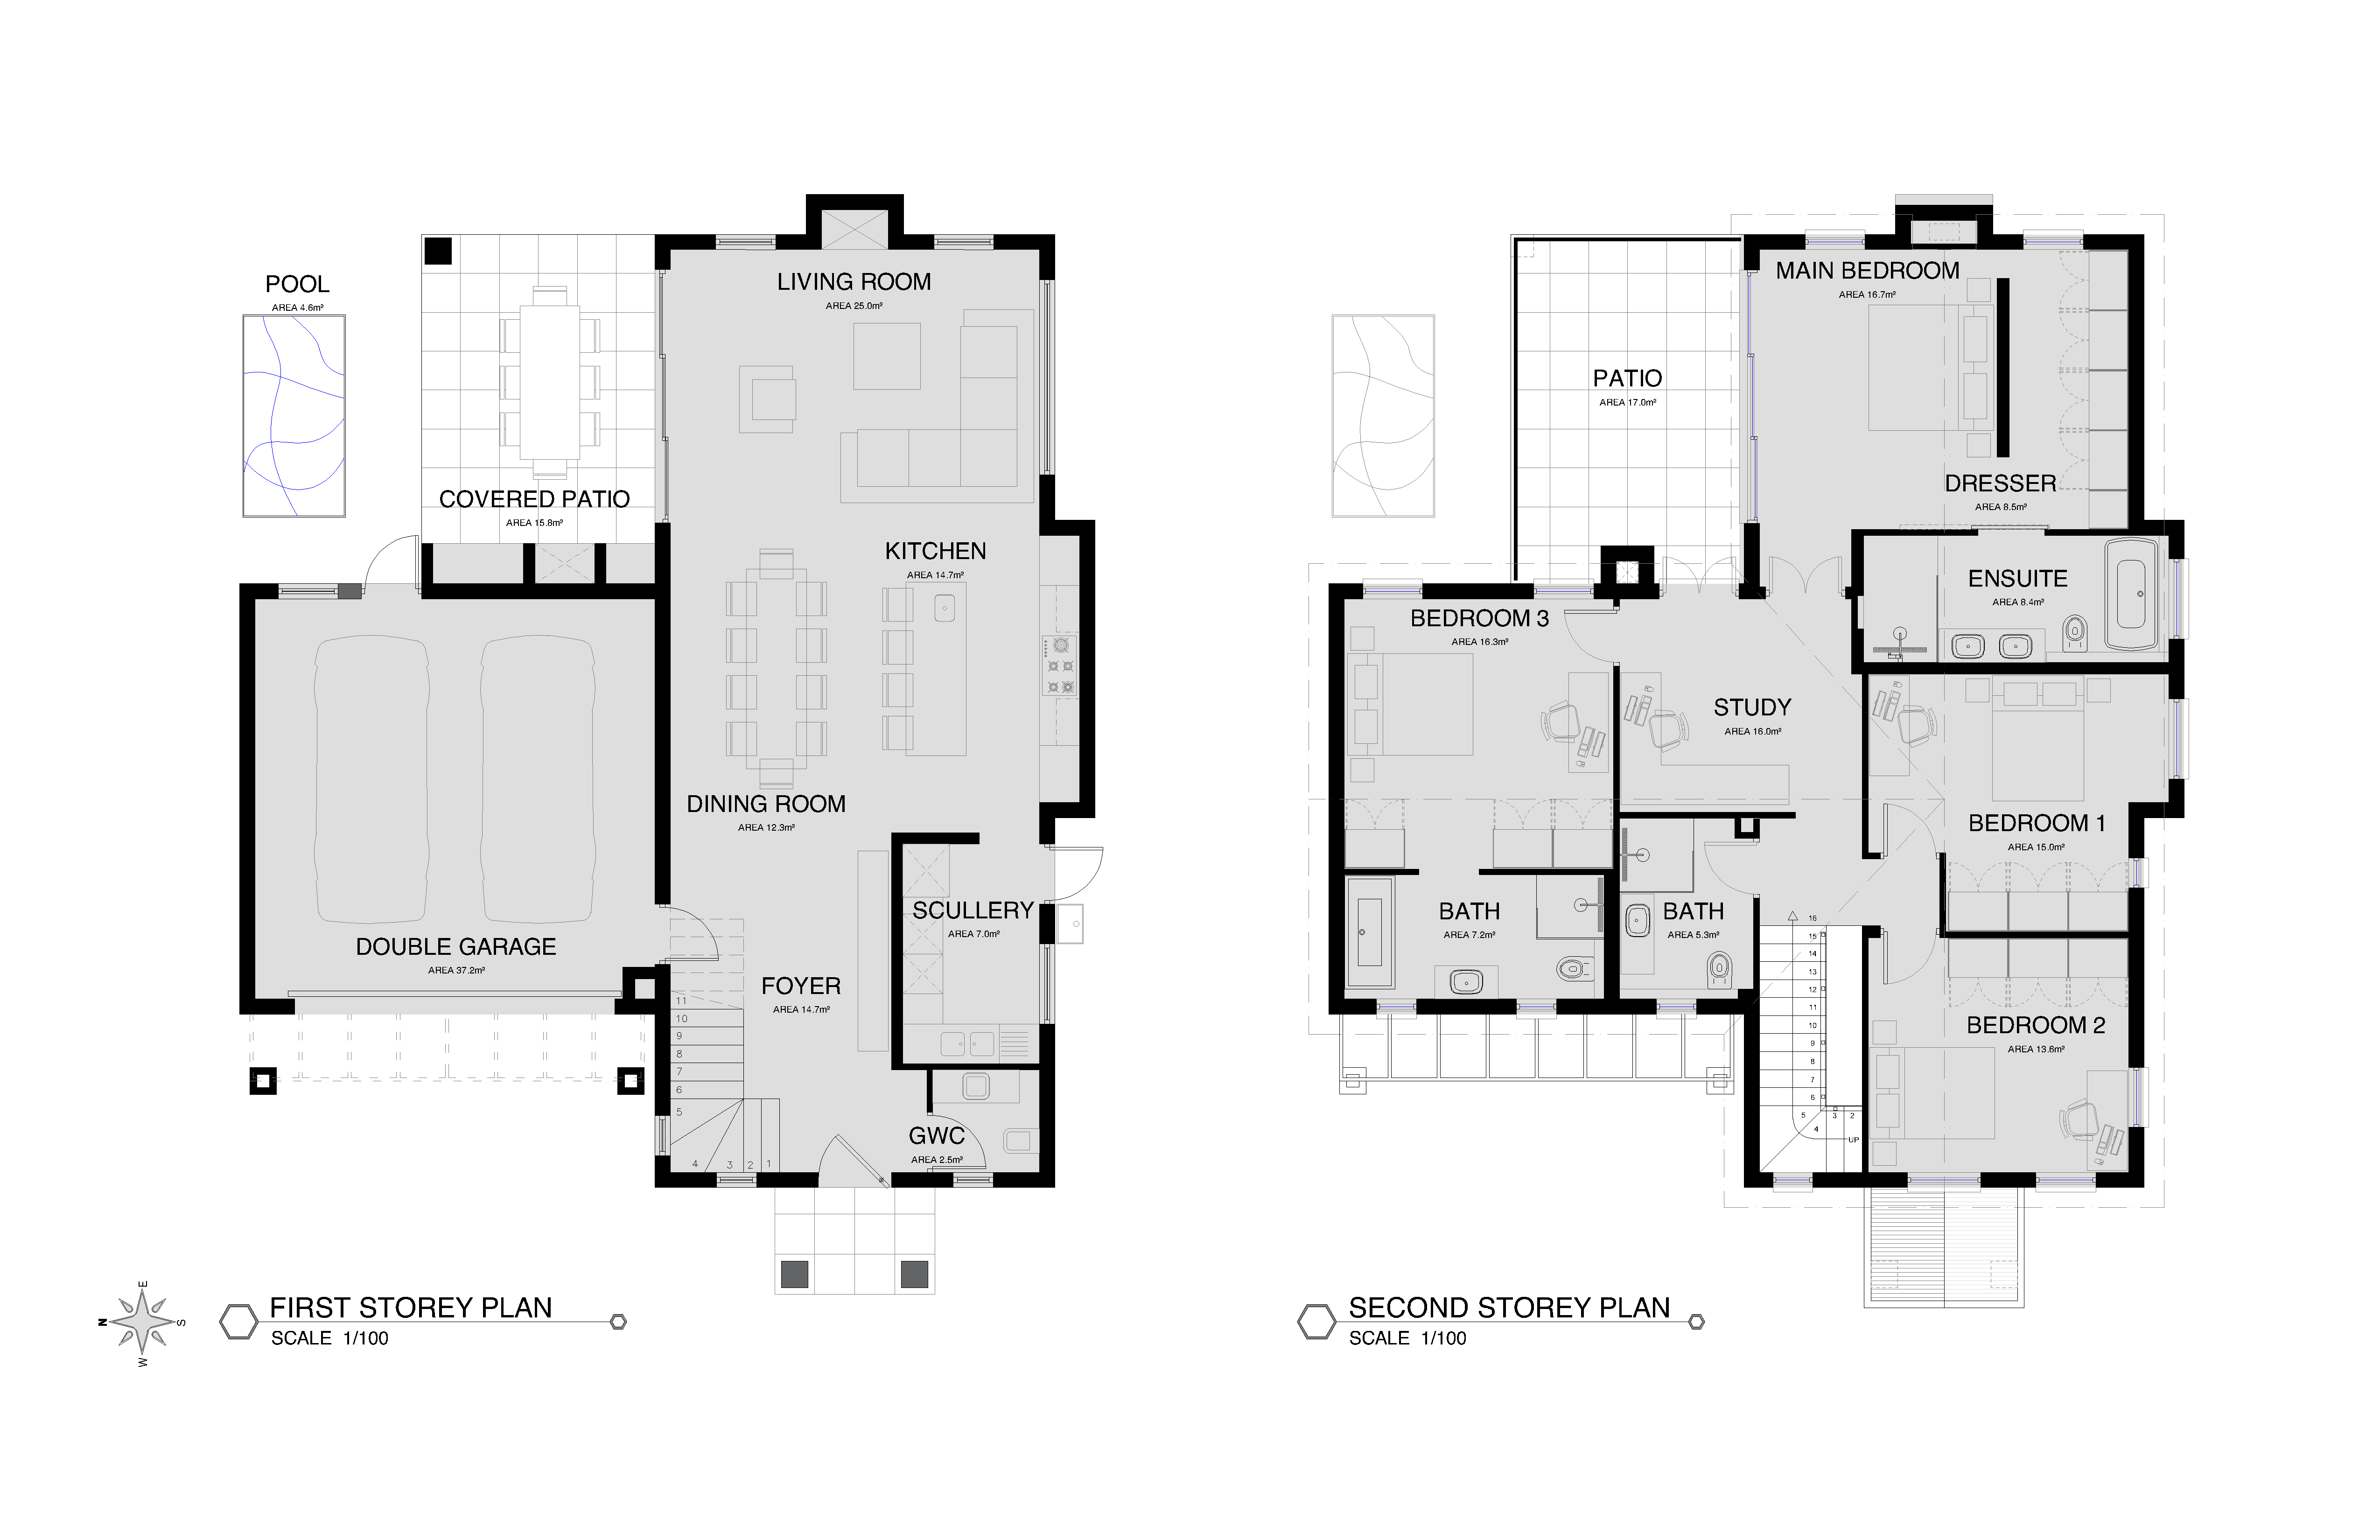 POOL
AREA 4.6m²
LIVING ROOM
AREA 25.0m²
COVERED PATIO
AREA 15.8m²
KITCHEN
AREA 14.7m²
DINING ROOM
AREA 12.3m²
DOUBLE GARAGE
AREA 37.2m²
SCULLERY
AREA 7.0m²
FOYER
AREA 14.7m²
11
10
9
8
7
6
5
4
3
2
1
GWC
AREA 2.5m²
E
N
S
W
FIRST STOREY PLAN
SCALE 1/100
MAIN BEDROOM
AREA 16.7m²
PATIO
AREA 17.0m²
DRESSER
AREA 8.5m²
ENSUITE
AREA 8.4m²
BEDROOM 3
AREA 16.3m²
STUDY
AREA 16.0m²
BEDROOM 1
AREA 15.0m²
BATH
AREA 7.2m²
BATH
AREA 5.3m²
16
15
14
13
12
11
10
9
8
7
6
5
4
3
2
UP
BEDROOM 2
AREA 13.6m²
SECOND STOREY PLAN
SCALE 1/100